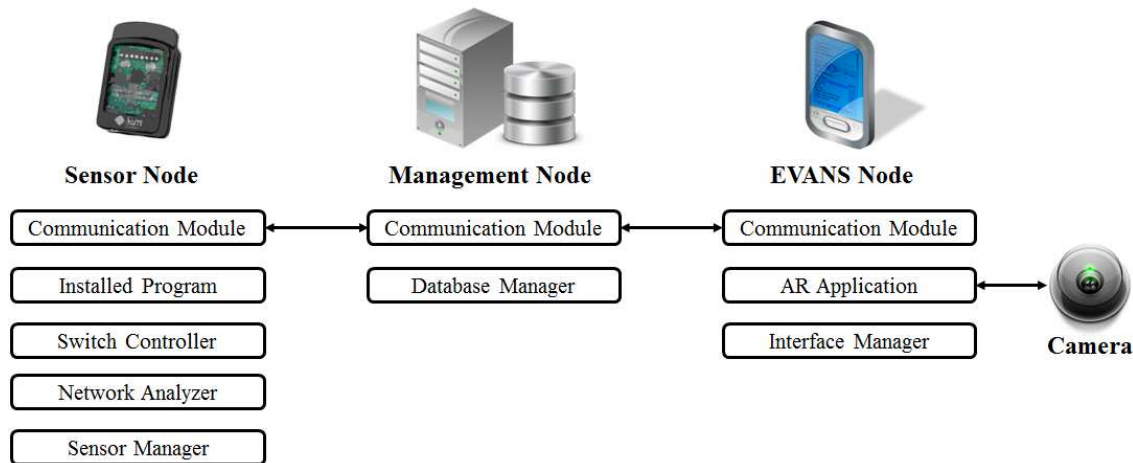 Sensor Node
Management Node
EVANS Node
Communication Module
Communication Module
Communication Module
Installed Program
Database Manager
AR Application
Switch Controller
Interface Manager
Camera
Network Analyzer
Sensor Manager